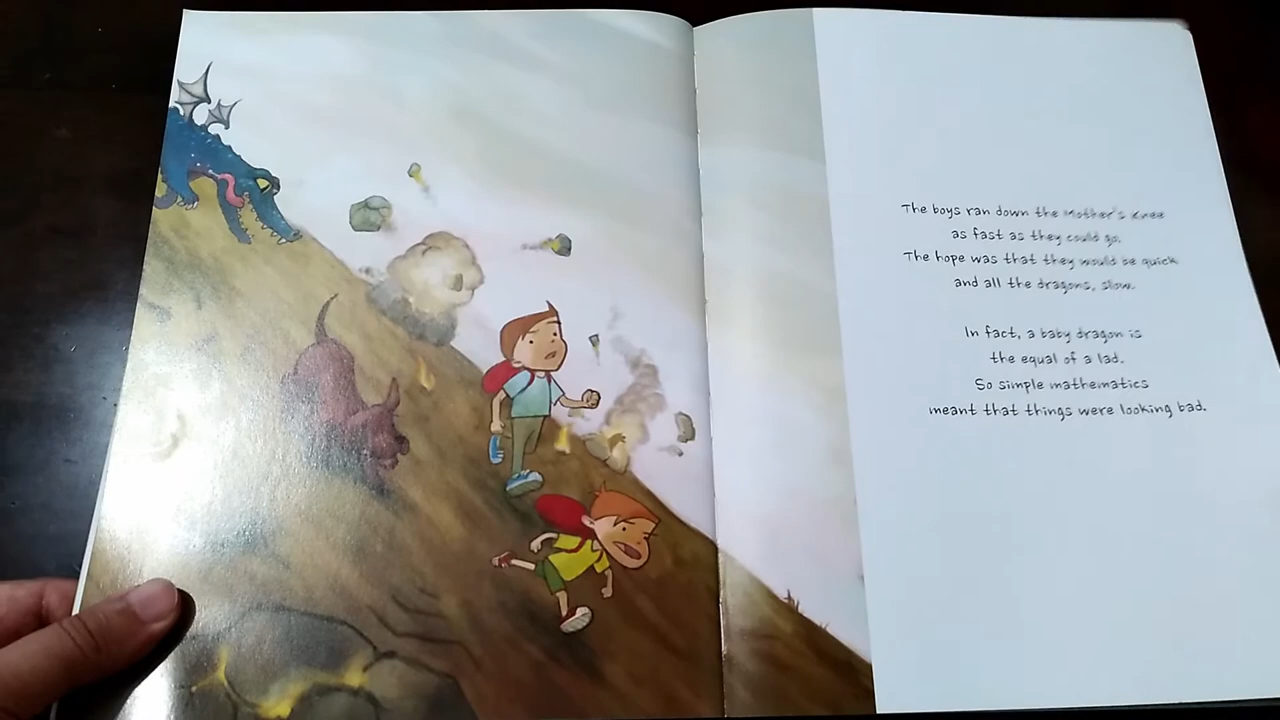 The boys ran down the Mother's Knee
as fast as they could go.
The hope was that they would be quick
and all the dragons, slow.
In fact, a baby dragon is
the equal of a lad.
So simple mathematics
meant that things were looking bad.